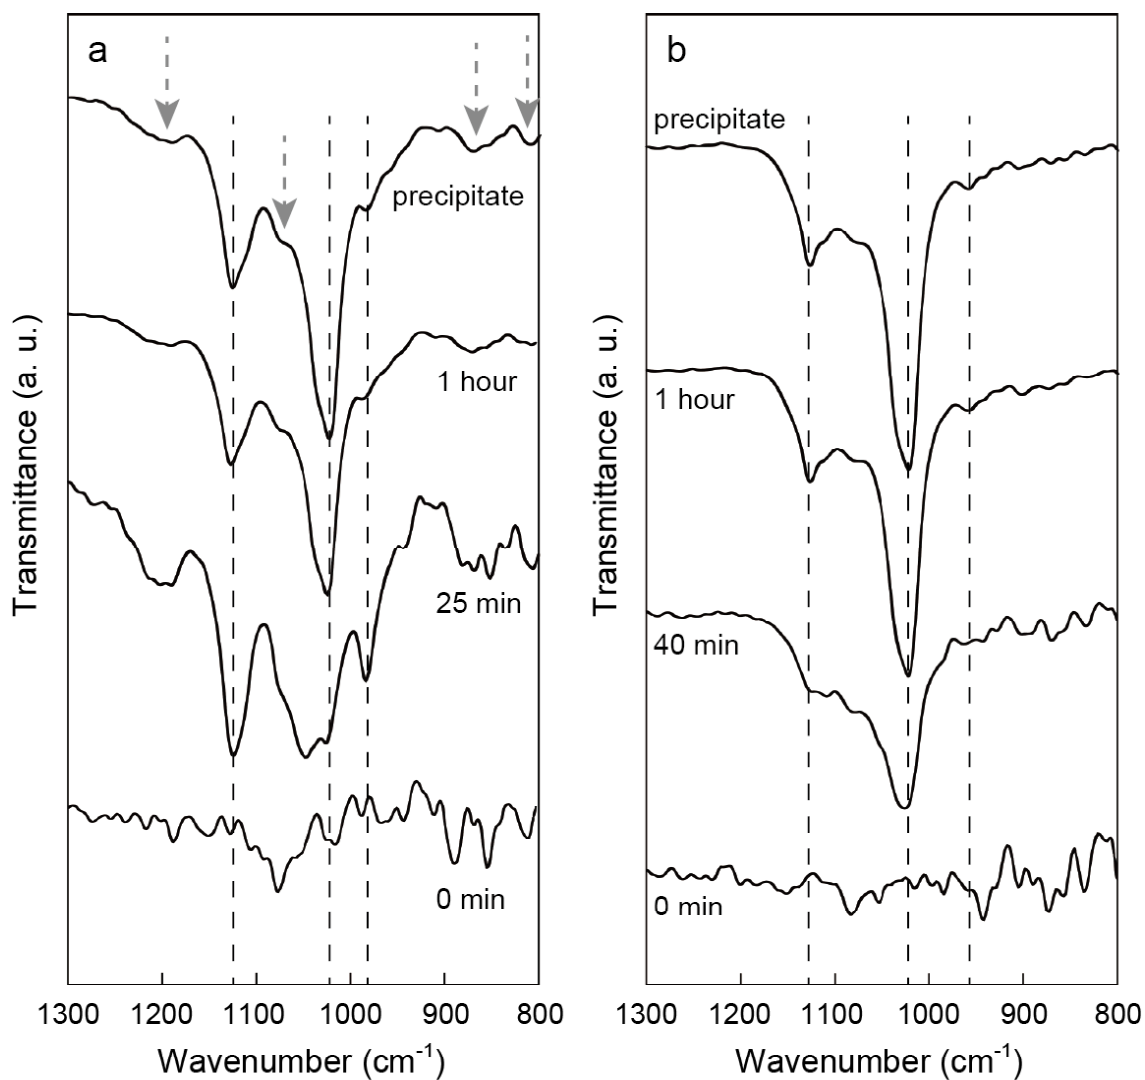 a
precipitate
1 hour
25 min
0 min
Transmittance (a. u.)
1300 1200 1100 1000 900 800
Wavenumber (cm⁻¹)
b
precipitate
1 hour
40 min
0 min
Transmittance (a. u.)
1300 1200 1100 1000 900 800
Wavenumber (cm⁻¹)